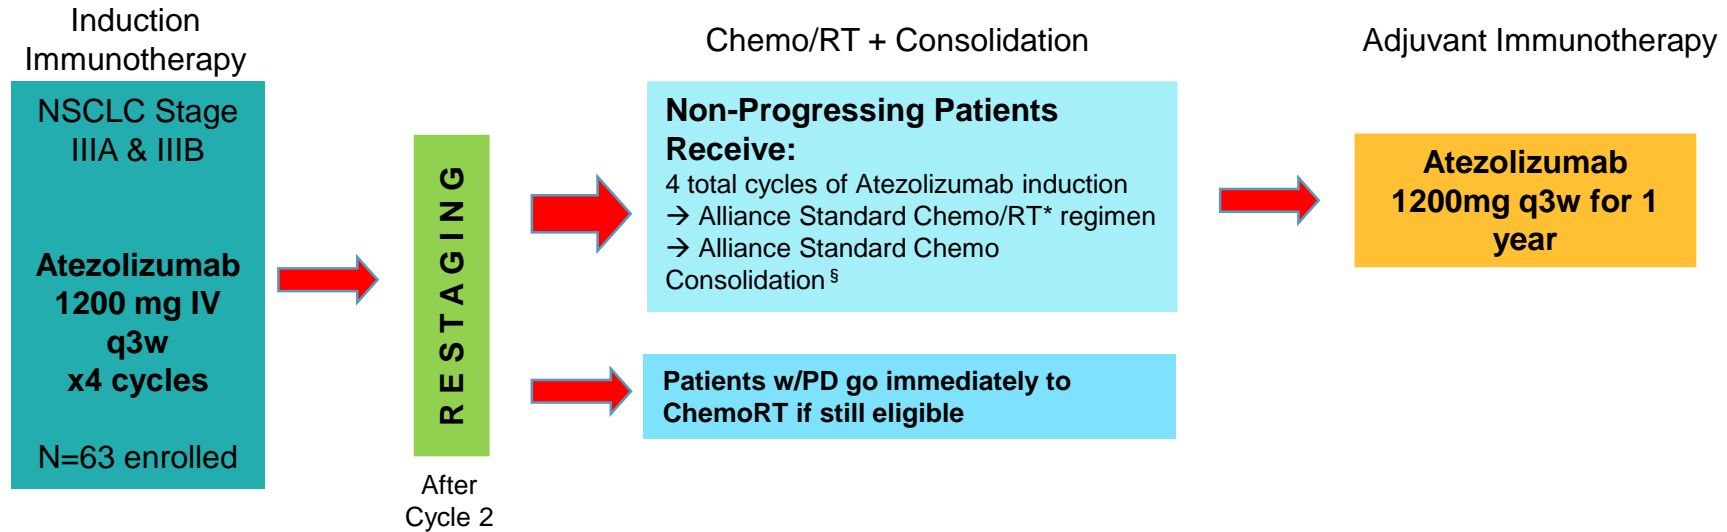 Induction
Immunotherapy
NSCLC Stage
IIIA & IIIB
Atezolizumab
1200 mg IV
q3w
x4 cycles
N=63 enrolled
RESTAGING
After
Cycle 2
Chemo/RT + Consolidation
Non-Progressing Patients
Receive:
4 total cycles of Atezolizumab induction
→ Alliance Standard Chemo/RT* regimen
→ Alliance Standard Chemo
Consolidation §
Patients w/PD go immediately to
ChemoRT if still eligible
Adjuvant Immunotherapy
Atezolizumab
1200mg q3w for 1
year